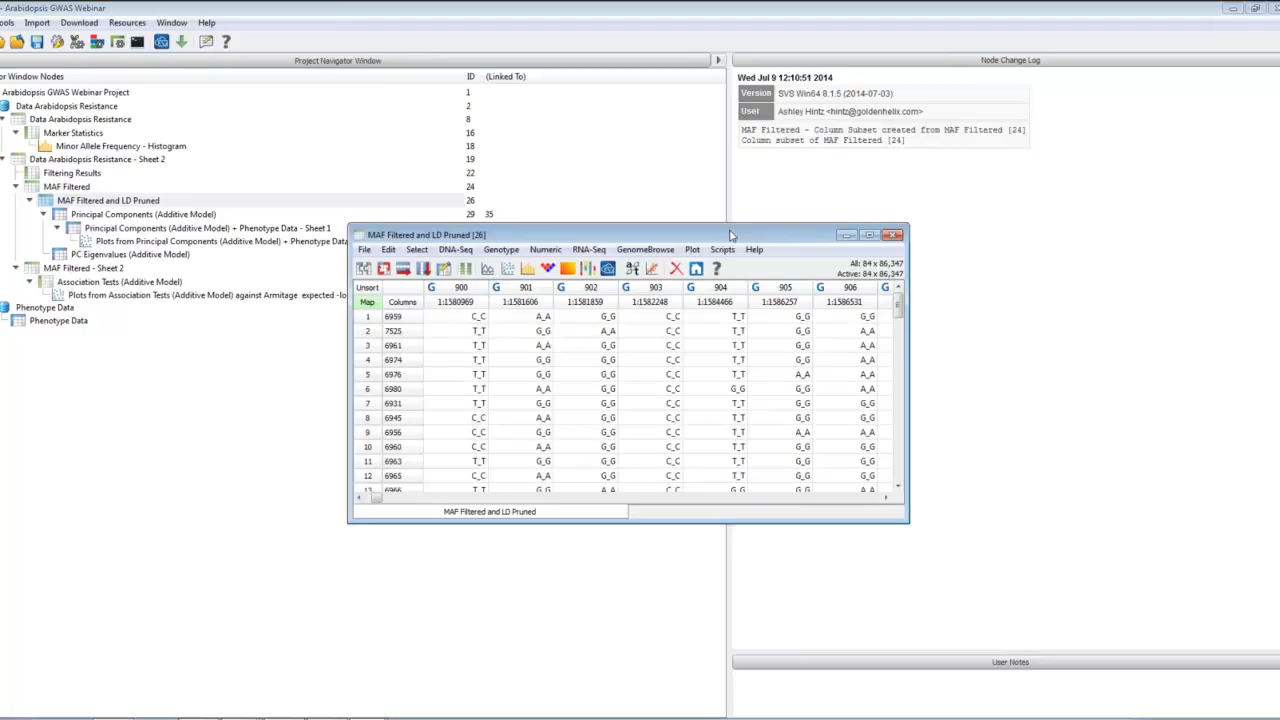 - Arabidopsis GWAS Webinar
ools Import Download Resources Window Help
Project Navigator Window
Node Change Log
or Window Nodes ID (Linked To)
Arabidopsis GWAS Webinar Project 1
Data Arabidopsis Resistance 2
Data Arabidopsis Resistance 8
Marker Statistics 16
Minor Allele Frequency - Histogram 18
Data Arabidopsis Resistance - Sheet 2 19
Filtering Results 22
MAF Filtered 24
MAF Filtered and LD Pruned 26
Principal Components (Additive Model) 29 35
Principal Components (Additive Model) + Phenotype Data - Sheet 1
Plots from Principal Components (Additive Model) + Phenotype Data
PC Eigenvalues (Additive Model)
MAF Filtered - Sheet 2
Association Tests (Additive Model)
Plots from Association Tests (Additive Model) against Armitage expected -lo
Phenotype Data
Phenotype Data
Wed Jul 9 12:10:51 2014
Version SVS Win64 8.1.5 (2014-07-03)
User Ashley Hintz <hintz@goldenhelix.com>
MAF Filtered - Column Subset created from MAF Filtered [24]
Column subset of MAF Filtered [24]
MAF Filtered and LD Pruned [26]
File Edit Select DNA-Seq Genotype Numeric RNA-Seq GenomeBrowse Plot Scripts Help
All: 84 x 86,347
Active: 84 x 86,347
Unsort G 900 G 901 G 902 G 903 G 904 G 905 G 906 G
Map Columns 1:1580969 1:1581606 1:1581859 1:1582248 1:1584466 1:1586257 1:1586531
1 6959 C_C A_A G_G C_C T_T G_G G_G
2 7525 T_T G_G A_A C_C T_T G_G A_A
3 6961 T_T A_A G_G C_C T_T G_G A_A
4 6974 T_T G_G G_G C_C T_T G_G A_A
5 6976 T_T G_G G_G C_C T_T A_A A_A
6 6980 T_T A_A G_G C_C G_G G_G A_A
7 6931 T_T G_G G_G C_C T_T G_G G_G
8 6945 C_C A_A G_G C_C T_T G_G A_A
9 6956 C_C G_G G_G C_C T_T A_A G_G
10 6960 C_C A_A G_G C_C T_T G_G A_A
11 6963 T_T G_G G_G C_C T_T G_G G_G
12 6965 C_C A_A G_G C_C T_T G_G A_A
13 6966 T_T G_G A_A C_C G_G G_G A_A
MAF Filtered and LD Pruned
User Notes